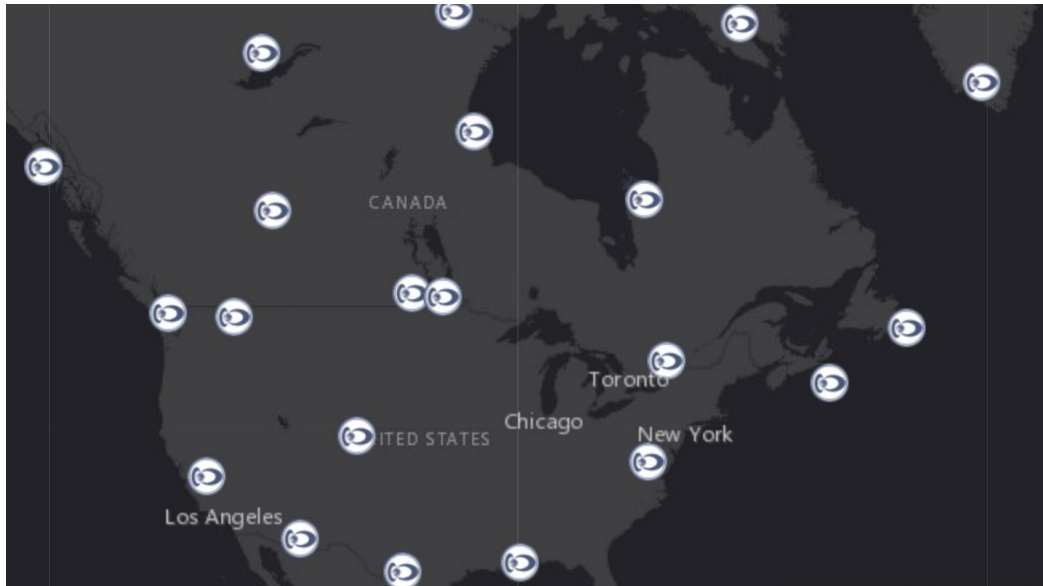 CANADA
Toronto
Chicago
New York
ITED STATES
Los Angeles